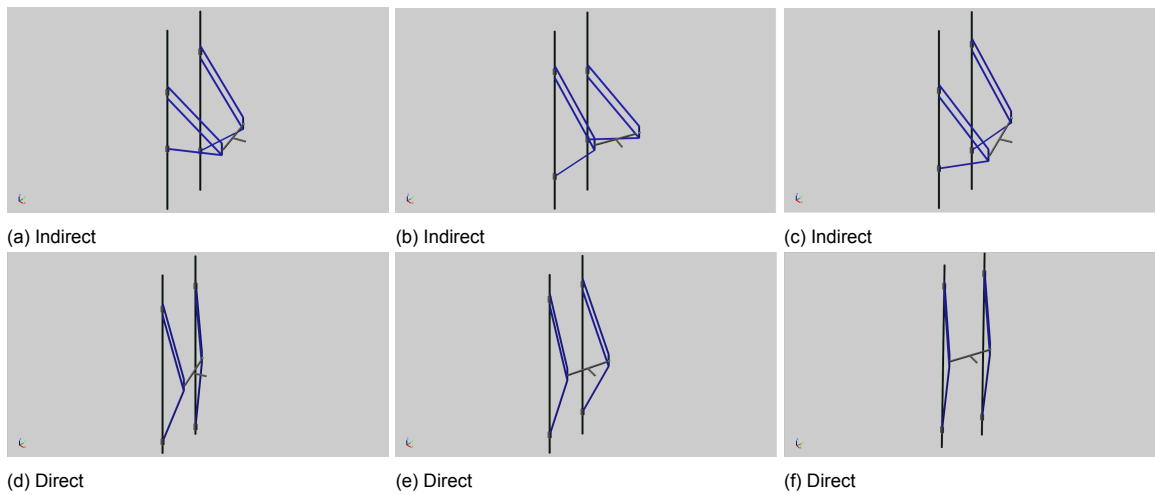 (a) Indirect
(b) Indirect
(c) Indirect
(d) Direct
(e) Direct
(f) Direct